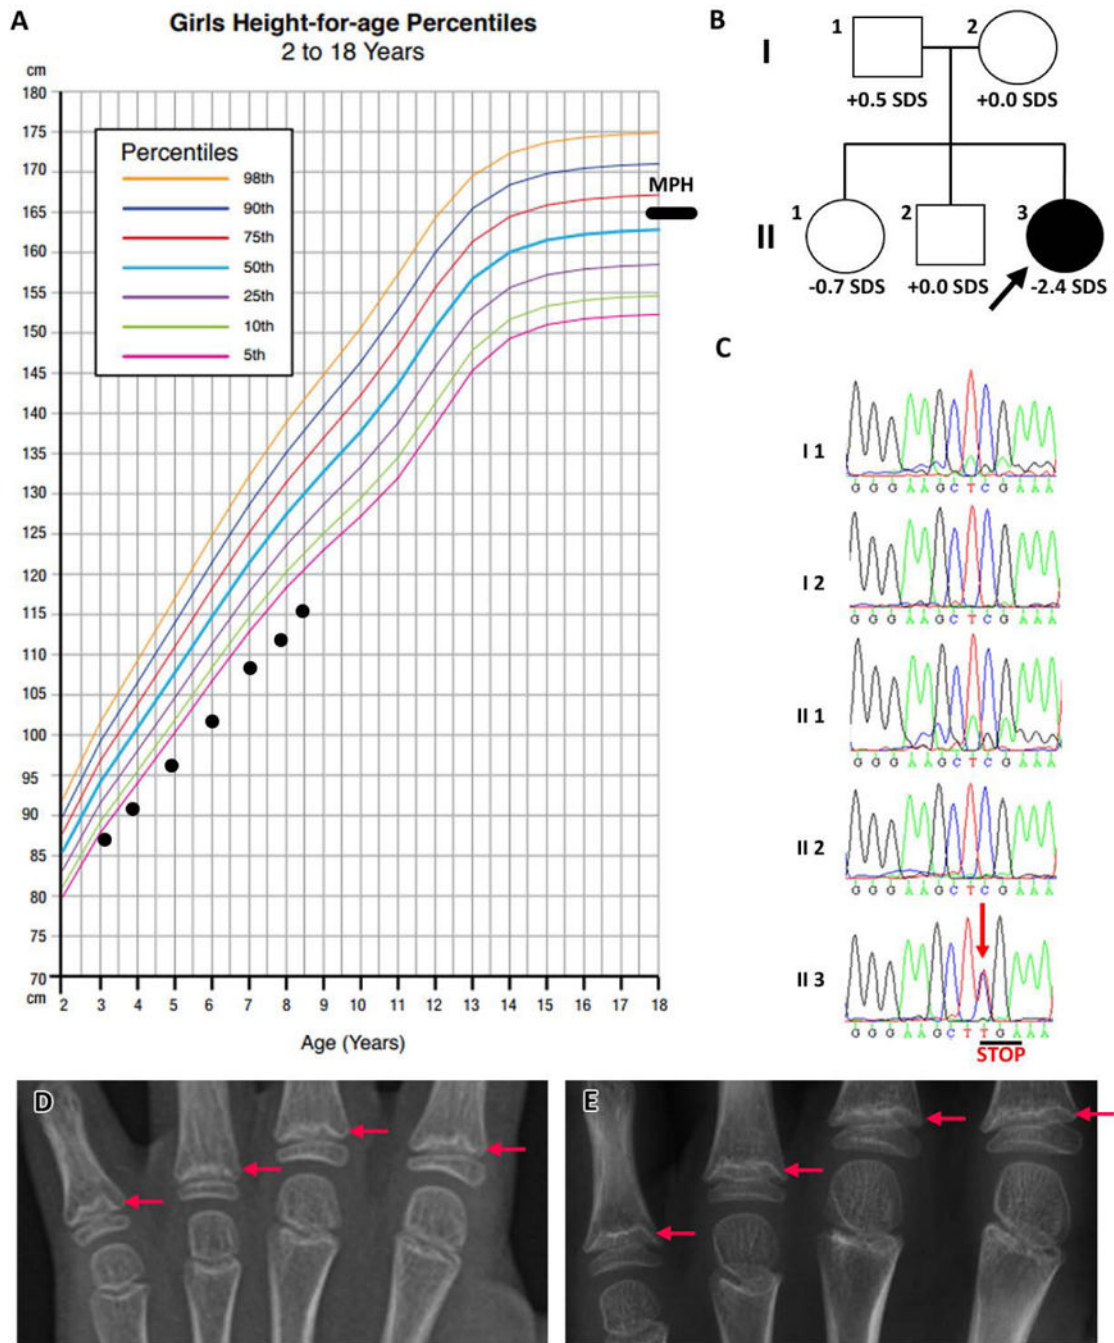 A
Girls Height-for-age Percentiles
2 to 18 Years
cm
180
175
170
165
160
155
150
145
140
135
130
125
120
115
110
105
100
95
90
85
80
75
70
cm
Percentiles
98th
90th
75th
50th
25th
10th
5th
MPH
2 3 4 5 6 7 8 9 10 11 12 13 14 15 16 17 18
Age (Years)
B
I
1
2
+0.5 SDS
+0.0 SDS
II
1
2
3
-0.7 SDS
+0.0 SDS
-2.4 SDS
C
I 1
G G G A A G C T C G A A A
I 2
G G G A A G C T C G A A A
II 1
G G G A A G C T C G A A A
II 2
G G G A A G C T C G A A A
II 3
G G G A A G C T T G A A A
STOP
D
E